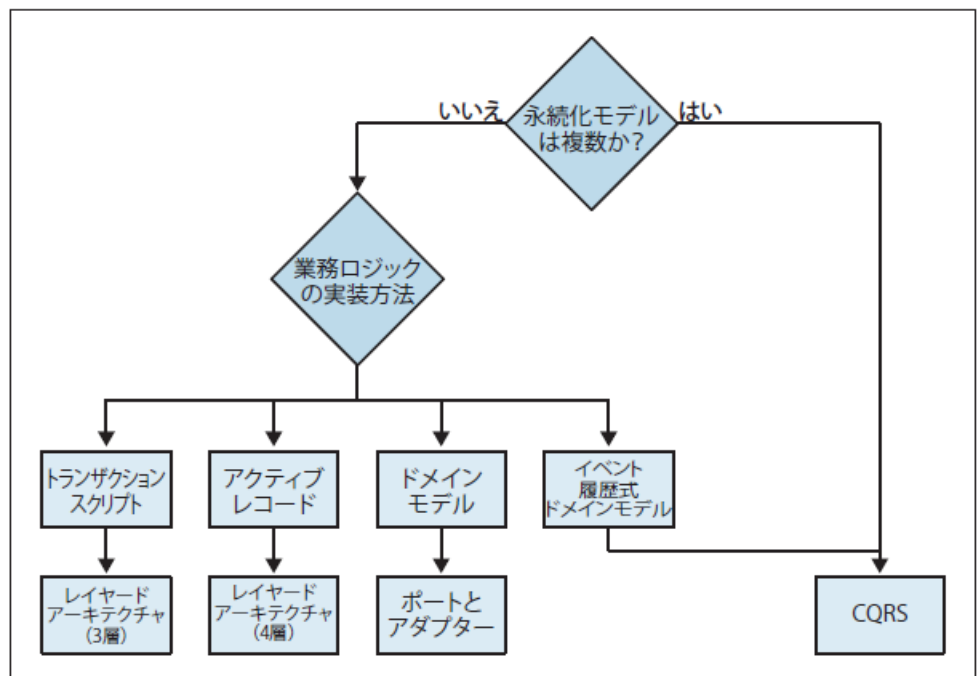 永続化モデル
は複数か？
いいえ
はい
業務ロジック
の実装方法
トランザクション
スクリプト
アクティブ
レコード
ドメイン
モデル
イベント
履歴式
ドメインモデル
レイヤード
アーキテクチャ
(3層)
レイヤード
アーキテクチャ
(4層)
ポートと
アダプター
CQRS